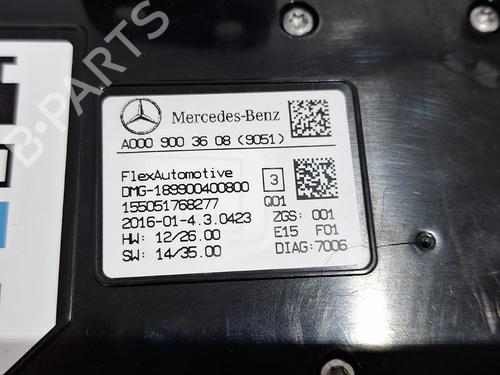 Mercedes-Benz
A000 900 36 08 (9051)
FlexAutomotive
DMG-189900400800
155051768277
2016-01-4.3.0423
HW: 12/26.00
SW: 14/35.00
3
Q01
ZGS: 001
E15 F01
DIAG:7006
B-PARTS